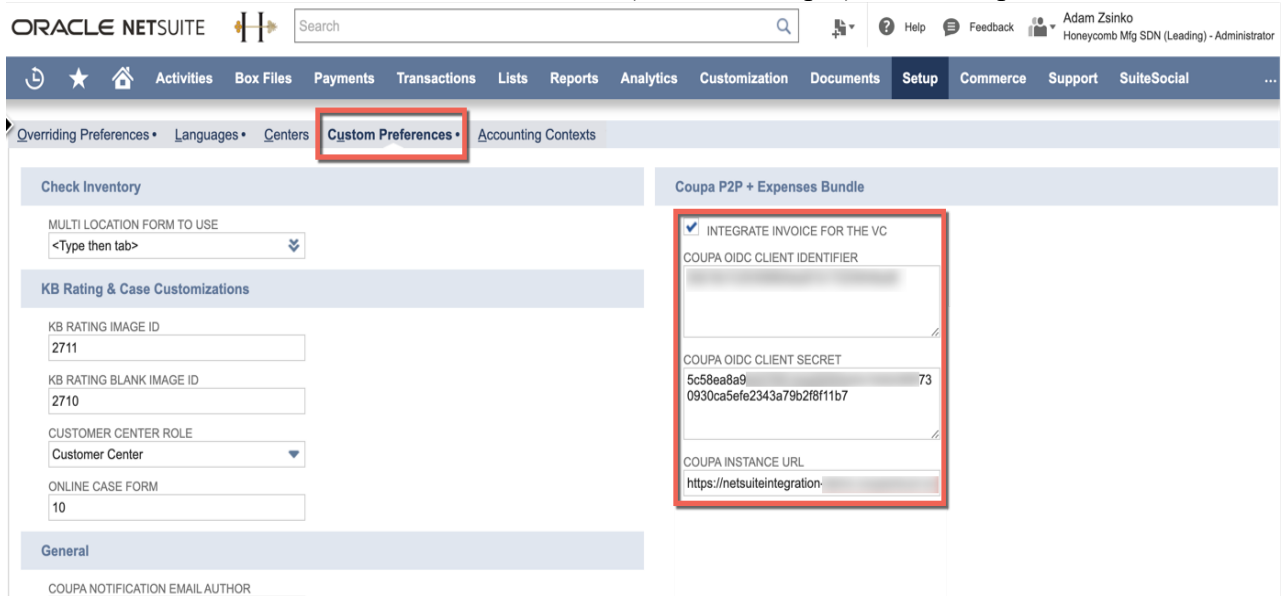 ORACLE NETSUITE
Search
Help
Feedback
Adam Zsinko
Honeycomb Mfg SDN (Leading) - Administrator
Activities Box Files Payments Transactions Lists Reports Analytics Customization Documents Setup Commerce Support SuiteSocial ...
Overriding Preferences • Languages • Centers Custom Preferences • Accounting Contexts
Check Inventory
MULTI LOCATION FORM TO USE
<Type then tab>
KB Rating & Case Customizations
KB RATING IMAGE ID
2711
KB RATING BLANK IMAGE ID
2710
CUSTOMER CENTER ROLE
Customer Center
ONLINE CASE FORM
10
General
COUPA NOTIFICATION EMAIL AUTHOR
Coupa P2P + Expenses Bundle
INTEGRATE INVOICE FOR THE VC
COUPA OIDC CLIENT IDENTIFIER
COUPA OIDC CLIENT SECRET
5c58ea8a9 73
0930ca5efe2343a79b2f8f11b7
COUPA INSTANCE URL
https://netsuiteintegration-